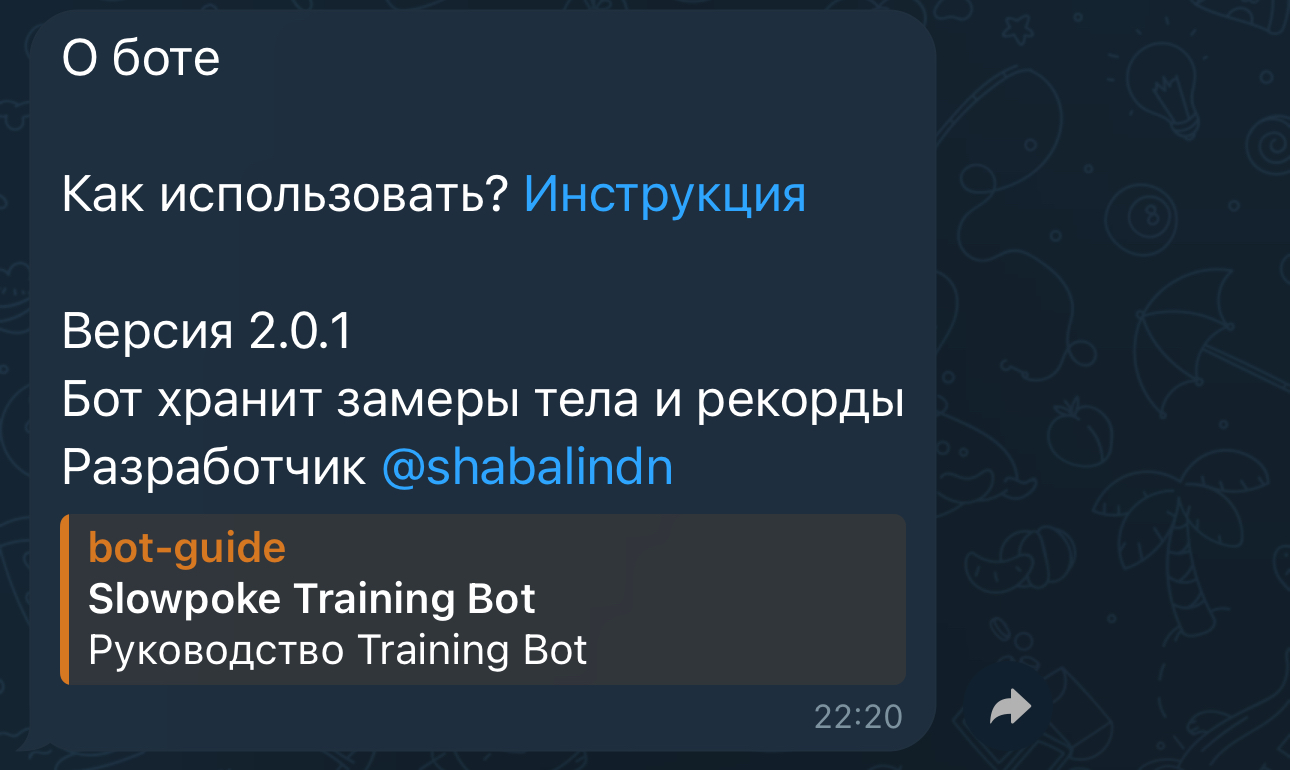 О боте
Как использовать? Инструкция
Версия 2.0.1
Бот хранит замеры тела и рекорды
Разработчик @shabalindn
bot-guide
Slowpoke Training Bot
Руководство Training Bot
22:20